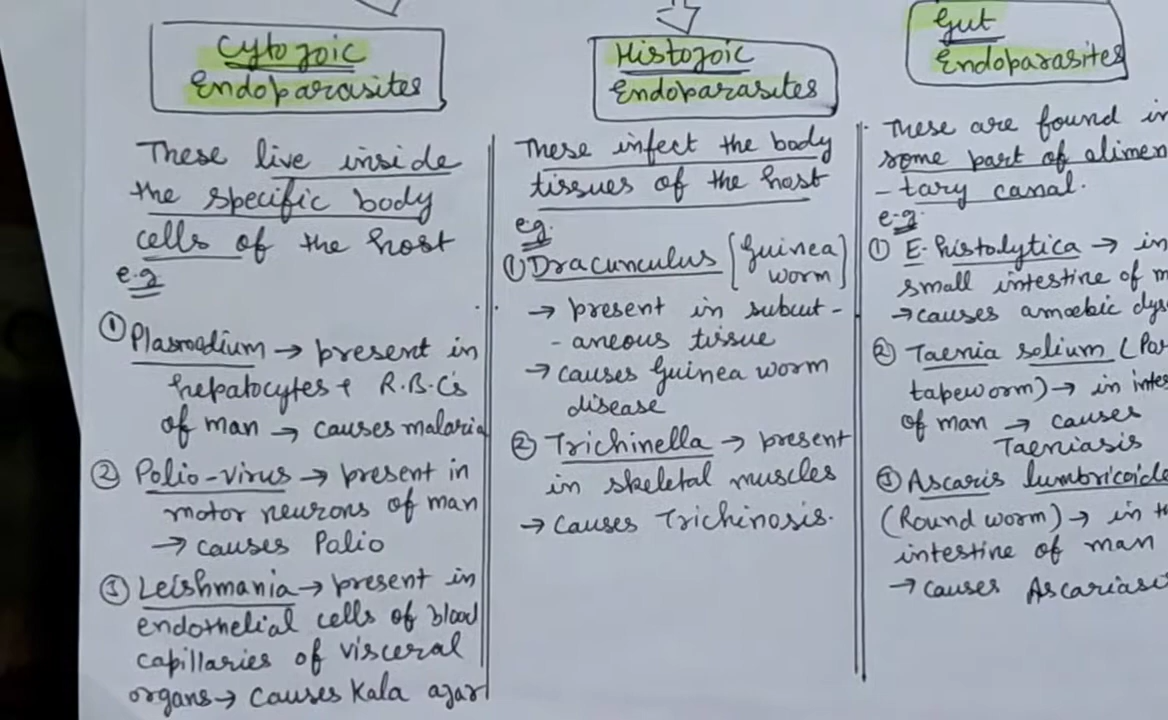 Cytozoic
Endoparasites
These live inside
the specific body
cells of the host
e.g
① Plasmodium → present in
hepatocytes + R.B.C's
of man → causes malaria
② Polio-virus → present in
motor neurons of man
→ causes Polio
③ Leishmania → present in
endothelial cells of blood
capillaries of visceral
organs → causes Kala azar
Histozoic
Endoparasites
These infect the body
tissues of the host
eg.
① Dracunculus [Guinea
worm]
→ present in subcut-
-aneous tissue
→ causes Guinea worm
disease
② Trichinella → present
in skeletal muscles
→ Causes Trichinosis.
Gut
Endoparasites
These are found in
some part of alimen
-tary canal.
e-g.
① E-histolytica → in
small intestine of m
→ causes amoebic dys
② Taenia solium (Por
tapeworm) → in intes
of man → causes
Taeniasis
③ Ascaris lumbricoide
(Round worm) → in th
intestine of man
→ causes Ascariasi